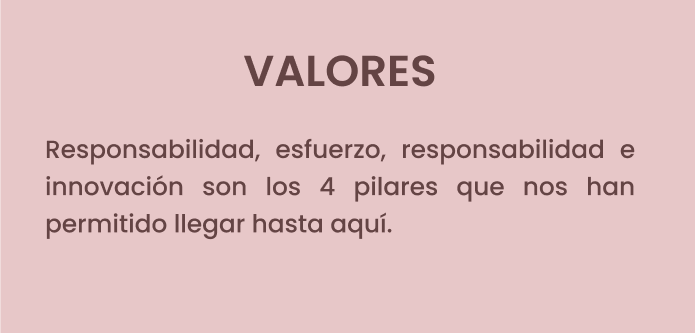 VALORES
Responsabilidad, esfuerzo, responsabilidad e
innovación son los 4 pilares que nos han
permitido llegar hasta aquí.